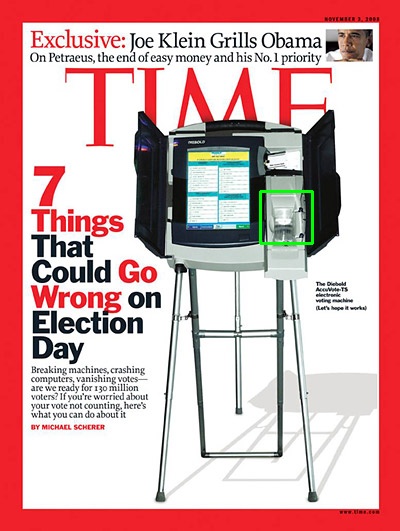 NOVEMBER 3, 2008
Exclusive: Joe Klein Grills Obama
On Petraeus, the end of easy money and his No. 1 priority
TIME
DIEBOLD
7
Things
That
Could Go
Wrong on
Election
Day
Breaking machines, crashing
computers, vanishing votes—
are we ready for 130 million
voters? If you're worried about
your vote not counting, here's
what you can do about it
BY MICHAEL SCHERER
The Diebold
AccuVote-TS
electronic
voting machine
(Let's hope it works)
www.time.com